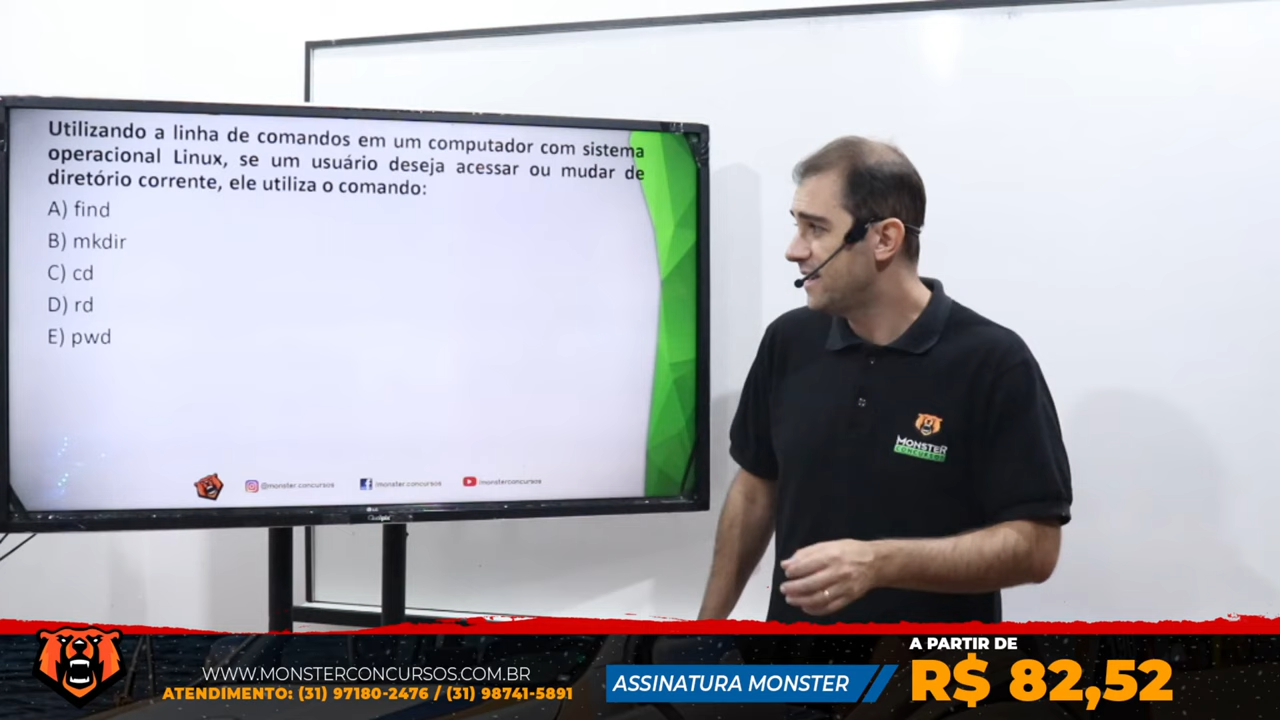 Utilizando a linha de comandos em um computador com sistema
operacional Linux, se um usuário deseja acessar ou mudar de
diretório corrente, ele utiliza o comando:
A) find
B) mkdir
C) cd
D) rd
E) pwd
@monster.concursos
/monster.concursos
/monsterconcursos
LG
MONSTER
CONCURSOS
WWW.MONSTERCONCURSOS.COM.BR
ATENDIMENTO: (31) 97180-2476 / (31) 98741-5891
ASSINATURA MONSTER
A PARTIR DE
R$ 82,52